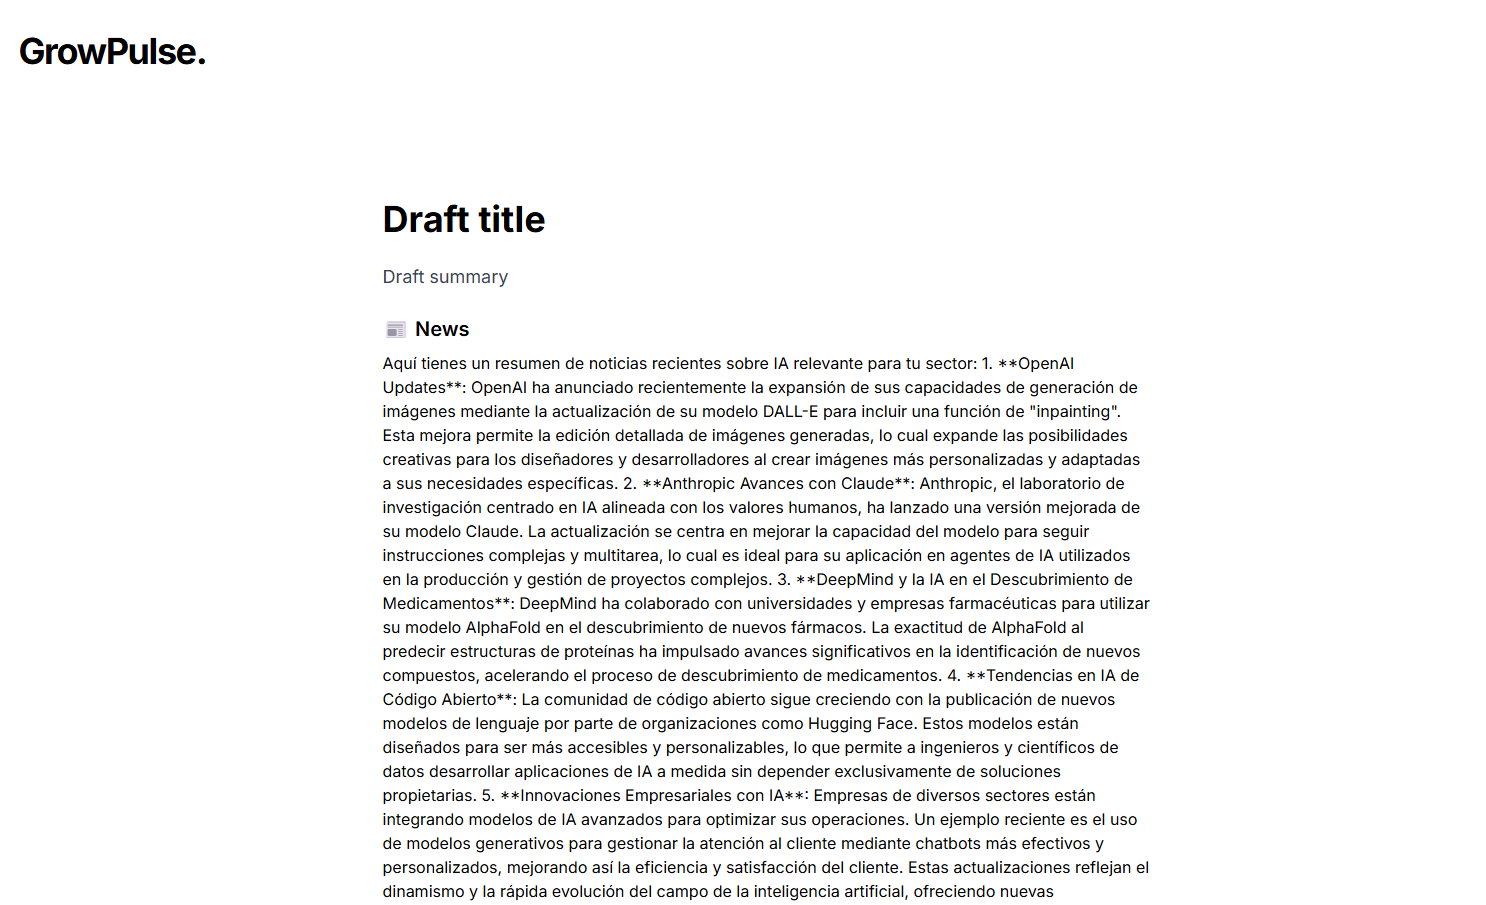 GrowPulse.
Draft title
Draft summary
News
Aquí tienes un resumen de noticias recientes sobre IA relevante para tu sector: 1. **OpenAI
Updates**: OpenAI ha anunciado recientemente la expansión de sus capacidades de generación de
imágenes mediante la actualización de su modelo DALL-E para incluir una función de "inpainting".
Esta mejora permite la edición detallada de imágenes generadas, lo cual expande las posibilidades
creativas para los diseñadores y desarrolladores al crear imágenes más personalizadas y adaptadas
a sus necesidades específicas. 2. **Anthropic Avances con Claude**: Anthropic, el laboratorio de
investigación centrado en IA alineada con los valores humanos, ha lanzado una versión mejorada de
su modelo Claude. La actualización se centra en mejorar la capacidad del modelo para seguir
instrucciones complejas y multitarea, lo cual es ideal para su aplicación en agentes de IA utilizados
en la producción y gestión de proyectos complejos. 3. **DeepMind y la IA en el Descubrimiento de
Medicamentos**: DeepMind ha colaborado con universidades y empresas farmacéuticas para utilizar
su modelo AlphaFold en el descubrimiento de nuevos fármacos. La exactitud de AlphaFold al
predecir estructuras de proteínas ha impulsado avances significativos en la identificación de nuevos
compuestos, acelerando el proceso de descubrimiento de medicamentos. 4. **Tendencias en IA de
Código Abierto**: La comunidad de código abierto sigue creciendo con la publicación de nuevos
modelos de lenguaje por parte de organizaciones como Hugging Face. Estos modelos están
diseñados para ser más accesibles y personalizables, lo que permite a ingenieros y científicos de
datos desarrollar aplicaciones de IA a medida sin depender exclusivamente de soluciones
propietarias. 5. **Innovaciones Empresariales con IA**: Empresas de diversos sectores están
integrando modelos de IA avanzados para optimizar sus operaciones. Un ejemplo reciente es el uso
de modelos generativos para gestionar la atención al cliente mediante chatbots más efectivos y
personalizados, mejorando así la eficiencia y satisfacción del cliente. Estas actualizaciones reflejan el
dinamismo y la rápida evolución del campo de la inteligencia artificial, ofreciendo nuevas